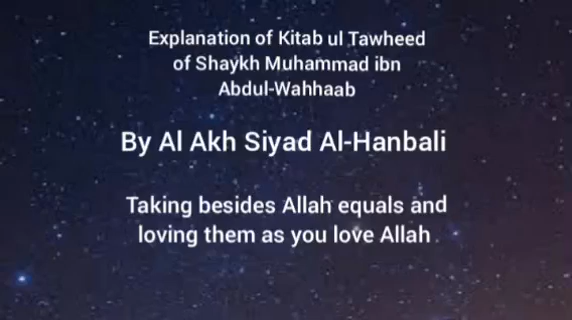 Explanation of Kitab ul Tawheed
of Shaykh Muhammad ibn
Abdul-Wahhaab
By Al Akh Siyad Al-Hanbali
Taking besides Allah equals and
loving them as you love Allah